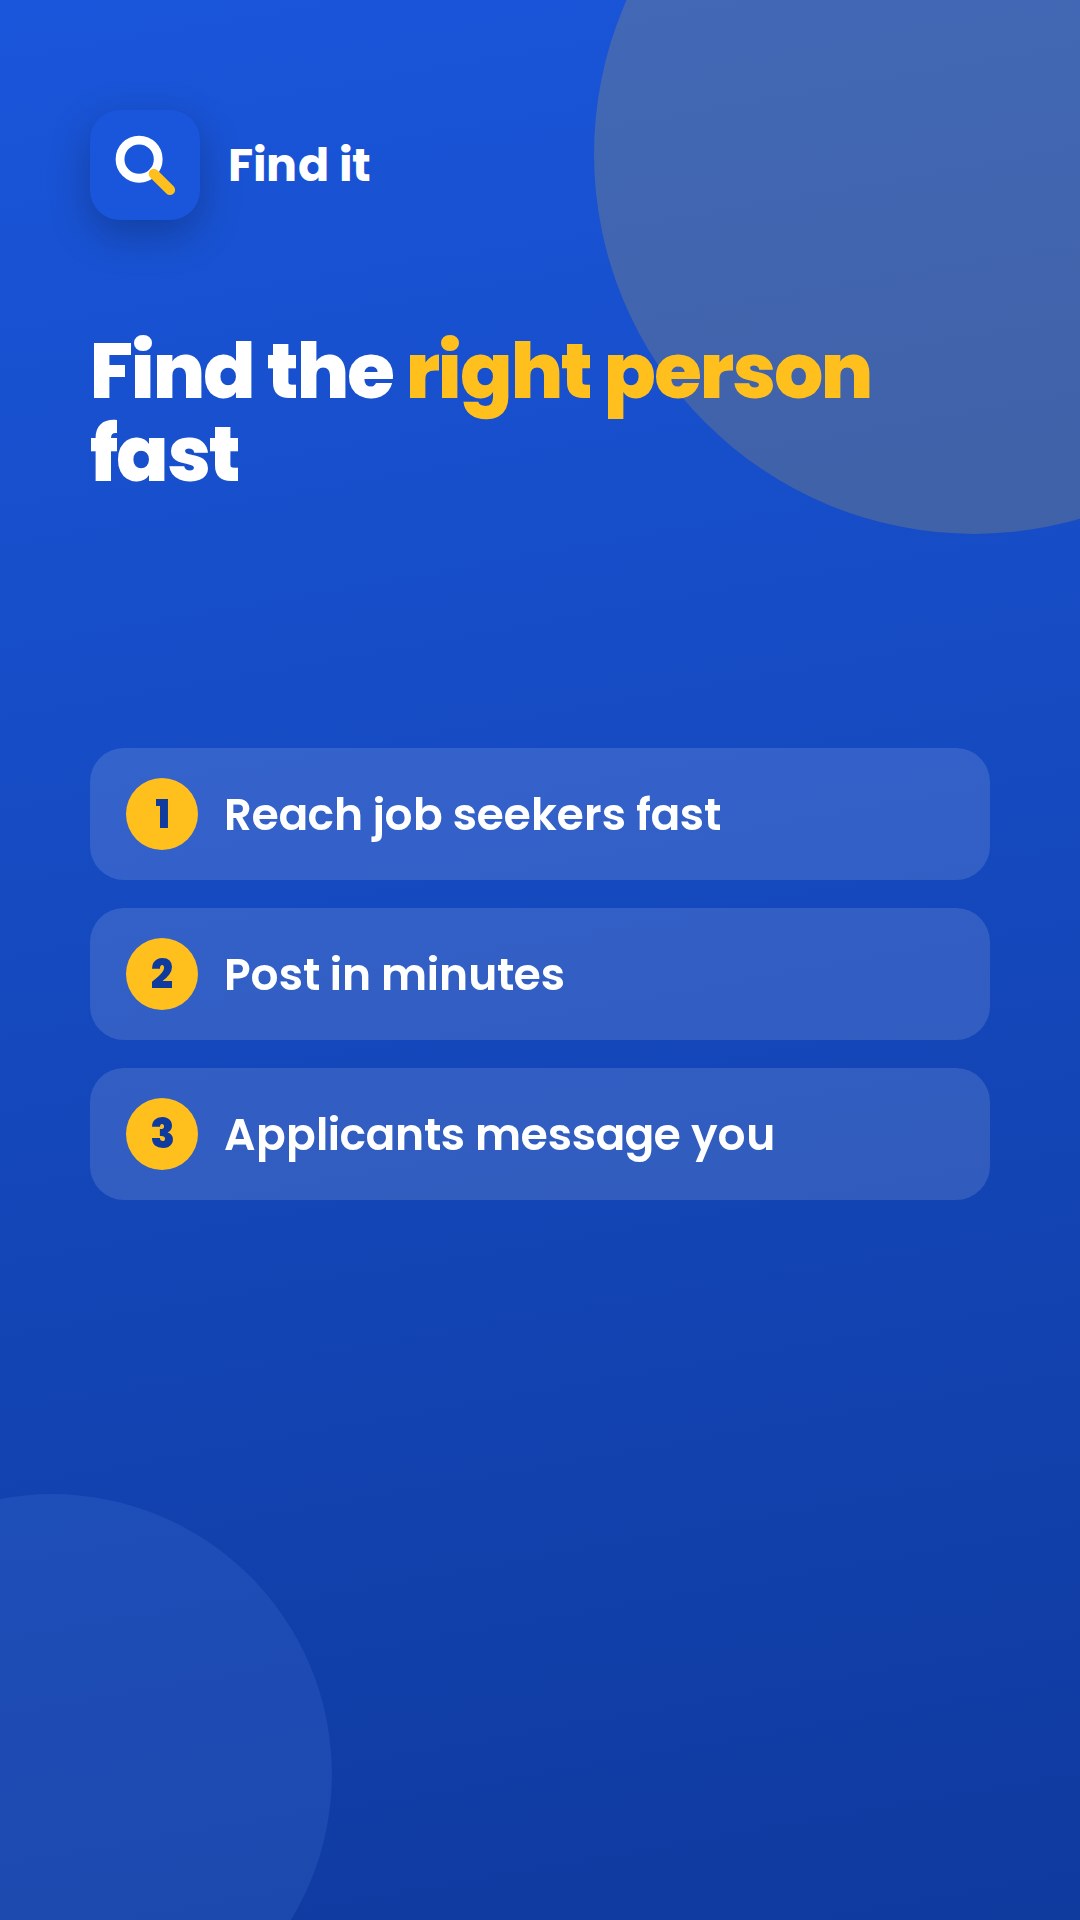 Find it
Find the right person
fast
1 Reach job seekers fast
2 Post in minutes
3 Applicants message you